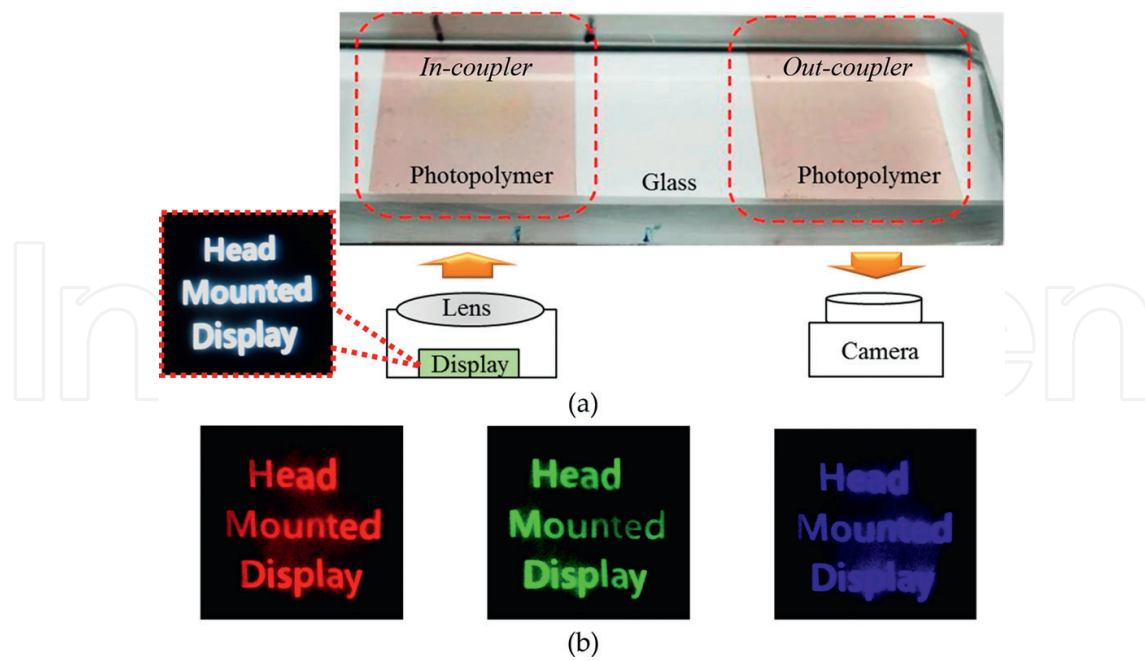 In-coupler
Out-coupler
Photopolymer
Glass
Photopolymer
Head
Mounted
Display
Lens
Display
Camera
(a)
Head
Mounted
Display
Head
Mounted
Display
Head
Mounted
Display
(b)